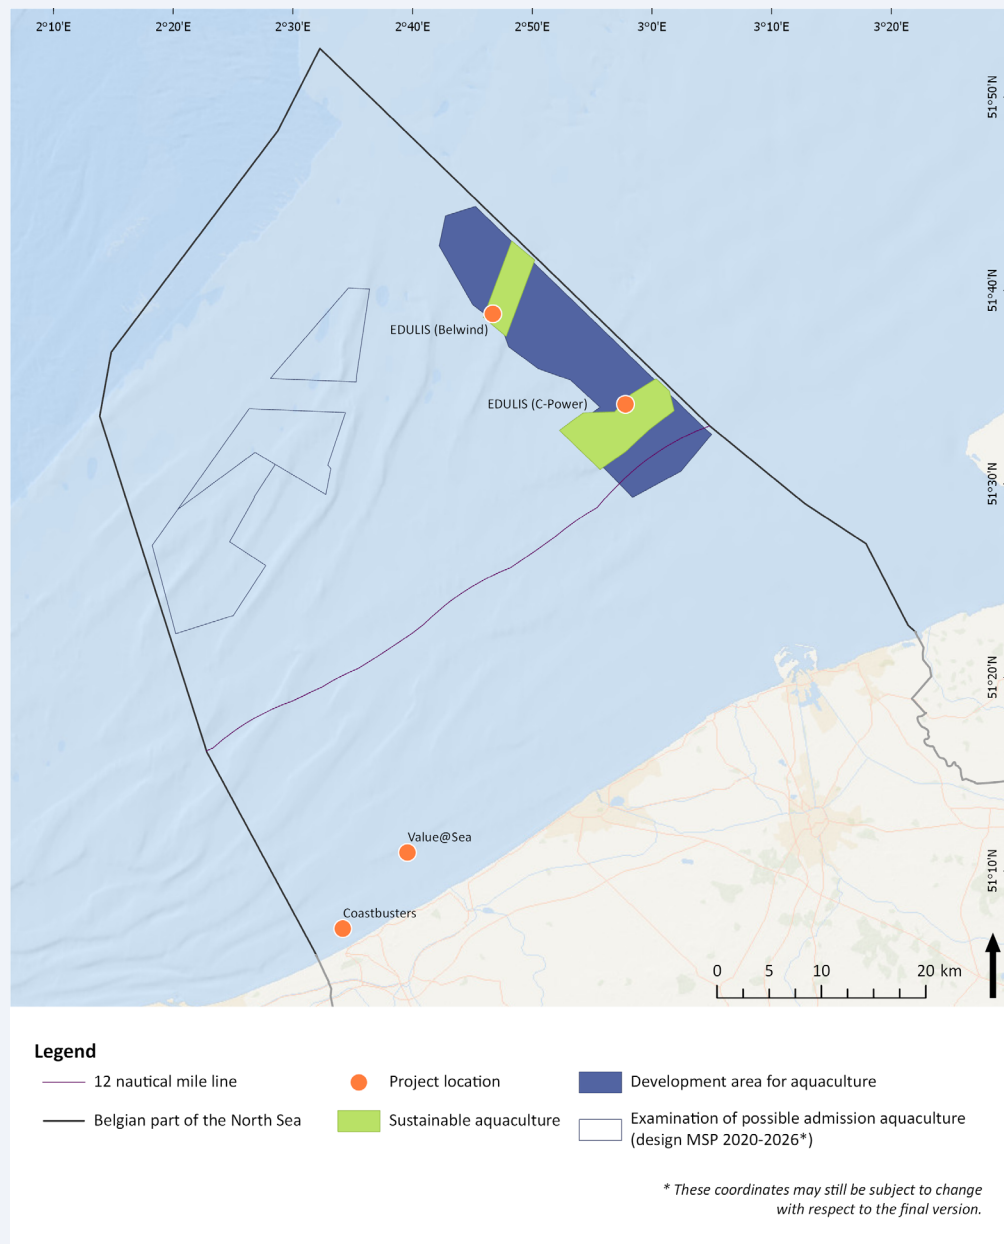 2°10'E 2°20'E 2°30'E 2°40'E 2°50'E 3°0'E 3°10'E 3°20'E
51°50'N
51°40'N
EDULIS (Belwind)
EDULIS (C-Power)
51°30'N
51°20'N
Value@Sea
51°10'N
Coastbusters
0 5 10 20 km
Legend
12 nautical mile line
Project location
Development area for aquaculture
Belgian part of the North Sea
Sustainable aquaculture
Examination of possible admission aquaculture
(design MSP 2020-2026*)
* These coordinates may still be subject to change
with respect to the final version.